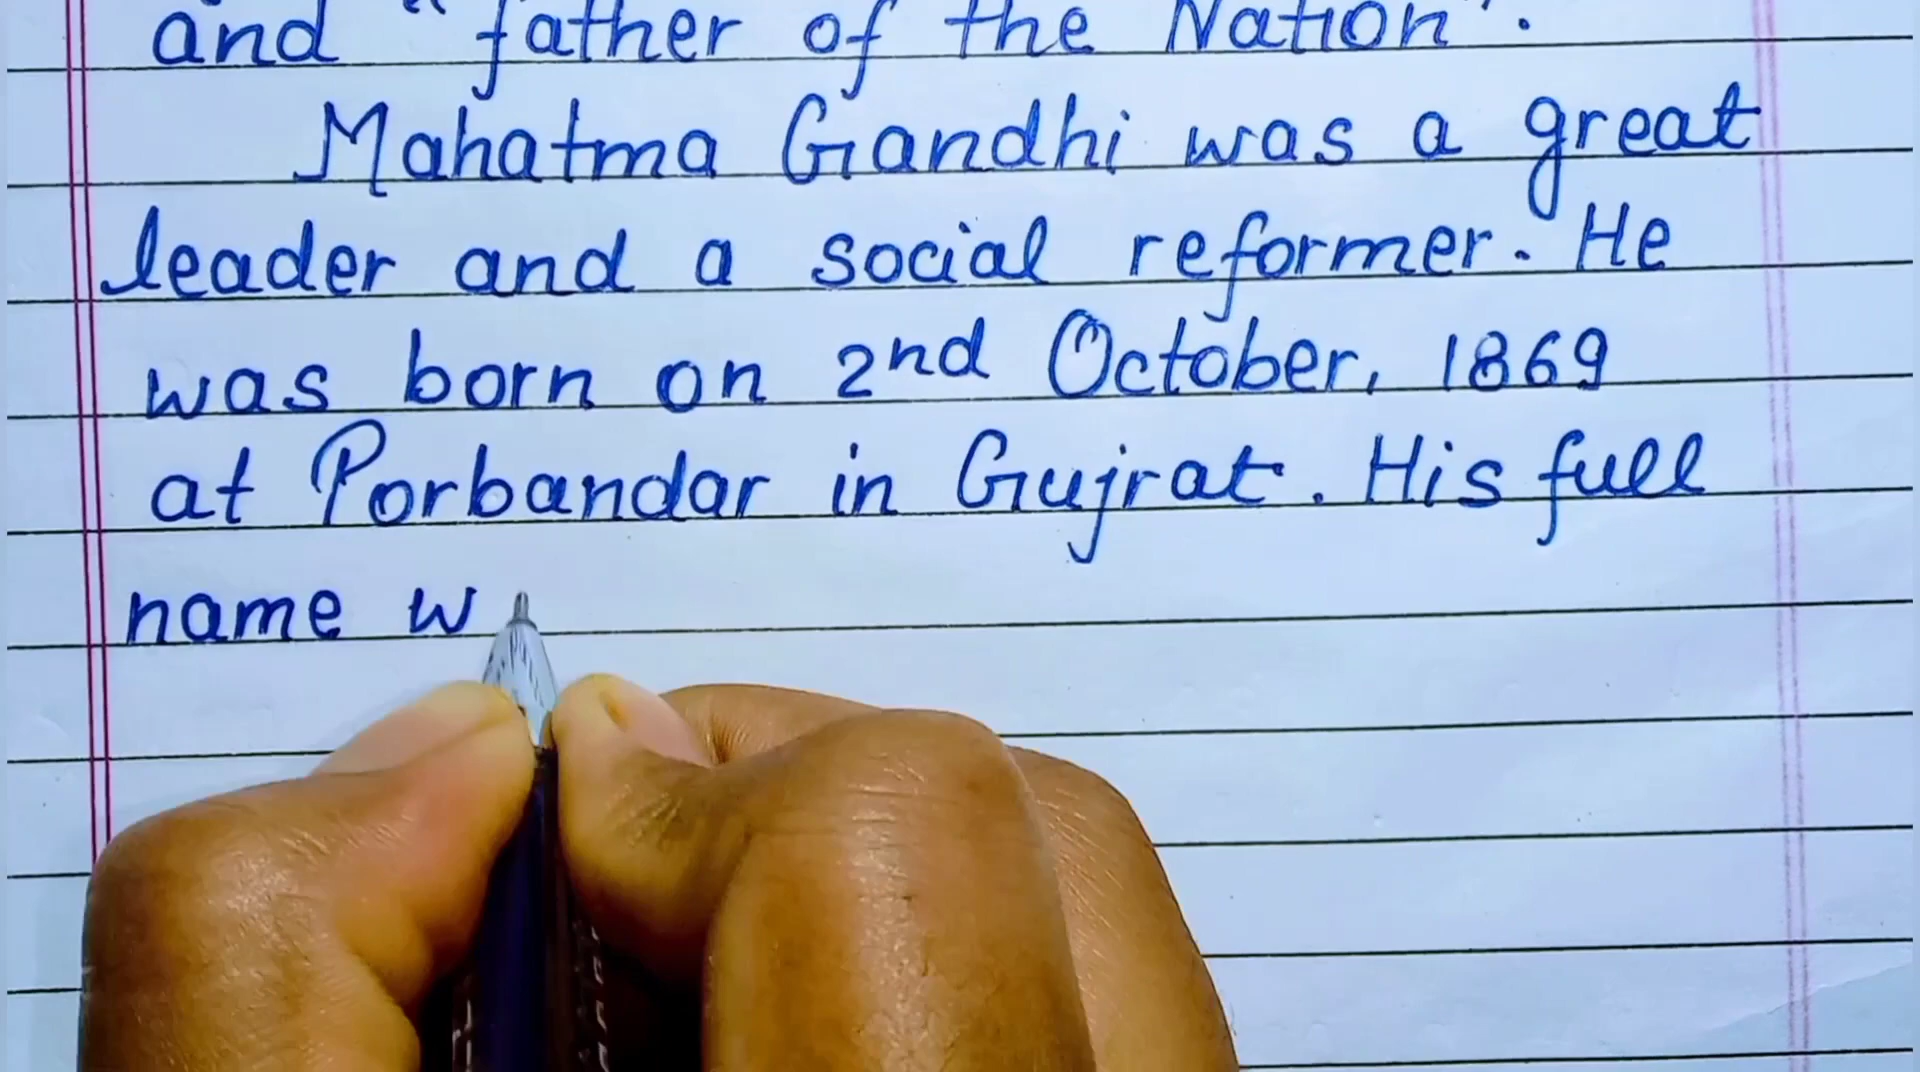 and "father of the Nation".
Mahatma Gandhi was a great
leader and a social reformer. He
was born on 2nd October, 1869
at Porbandar in Gujrat. His full
name w